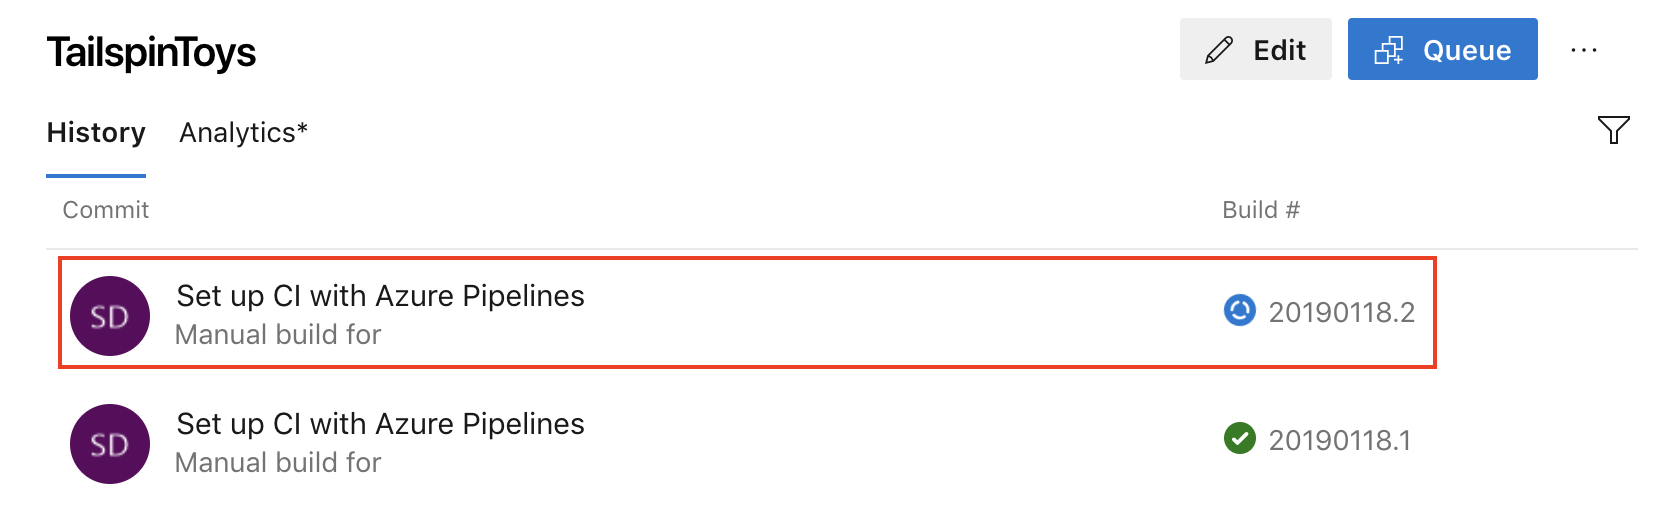 TailspinToys
Edit
Queue
History
Analytics*
Commit
Build #
SD
Set up CI with Azure Pipelines
Manual build for
20190118.2
SD
Set up CI with Azure Pipelines
Manual build for
20190118.1